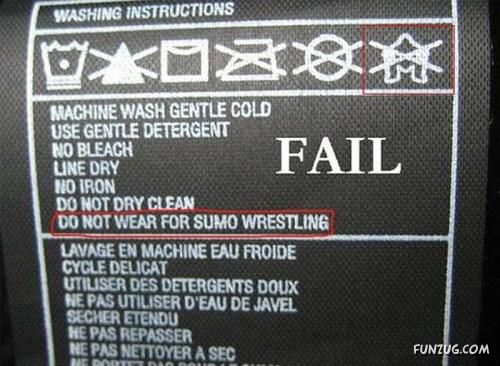 WASHING INSTRUCTIONS
MACHINE WASH GENTLE COLD
USE GENTLE DETERGENT
NO BLEACH
LINE DRY
NO IRON
DO NOT DRY CLEAN
DO NOT WEAR FOR SUMO WRESTLING
FAIL
LAVAGE EN MACHINE EAU FROIDE
CYCLE DELICAT
UTILISER DES DETERGENTS DOUX
NE PAS UTILISER D'EAU DE JAVEL
SECHER ETENDU
NE PAS REPASSER
NE PAS NETTOYER A SEC
FUNZUG.COM